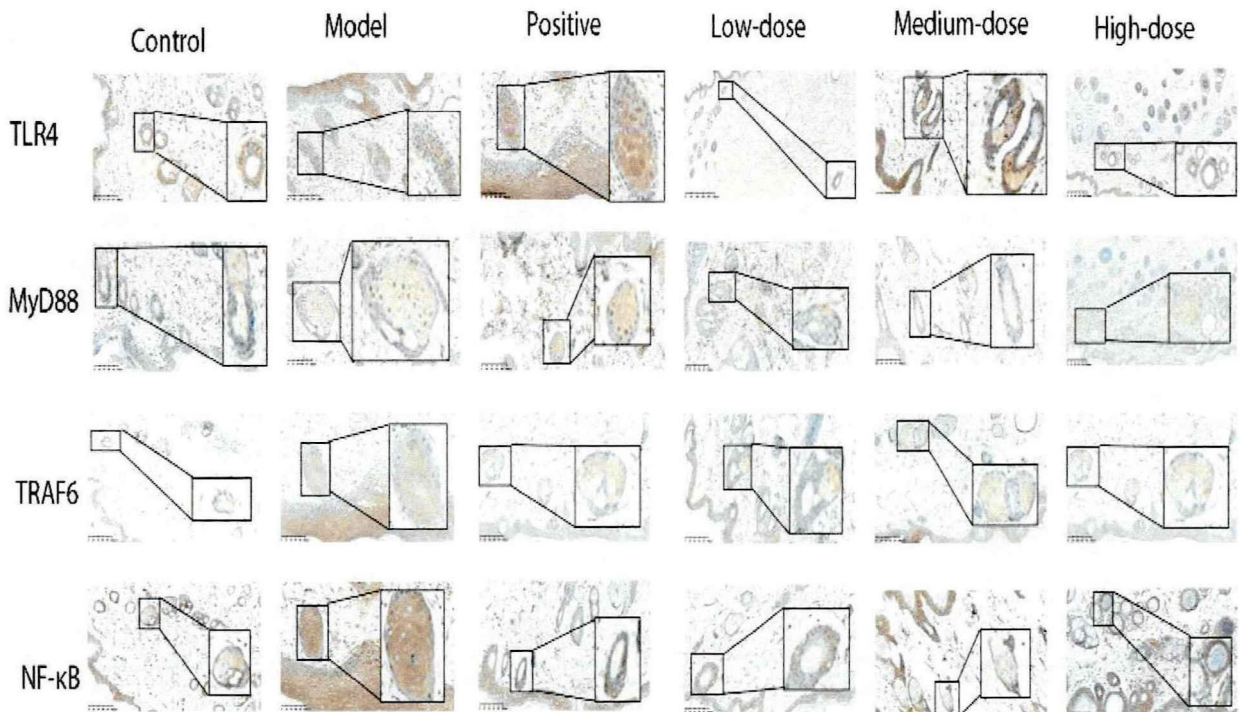 Control Model Positive Low-dose Medium-dose High-dose
TLR4
MyD88
TRAF6
NF-κB